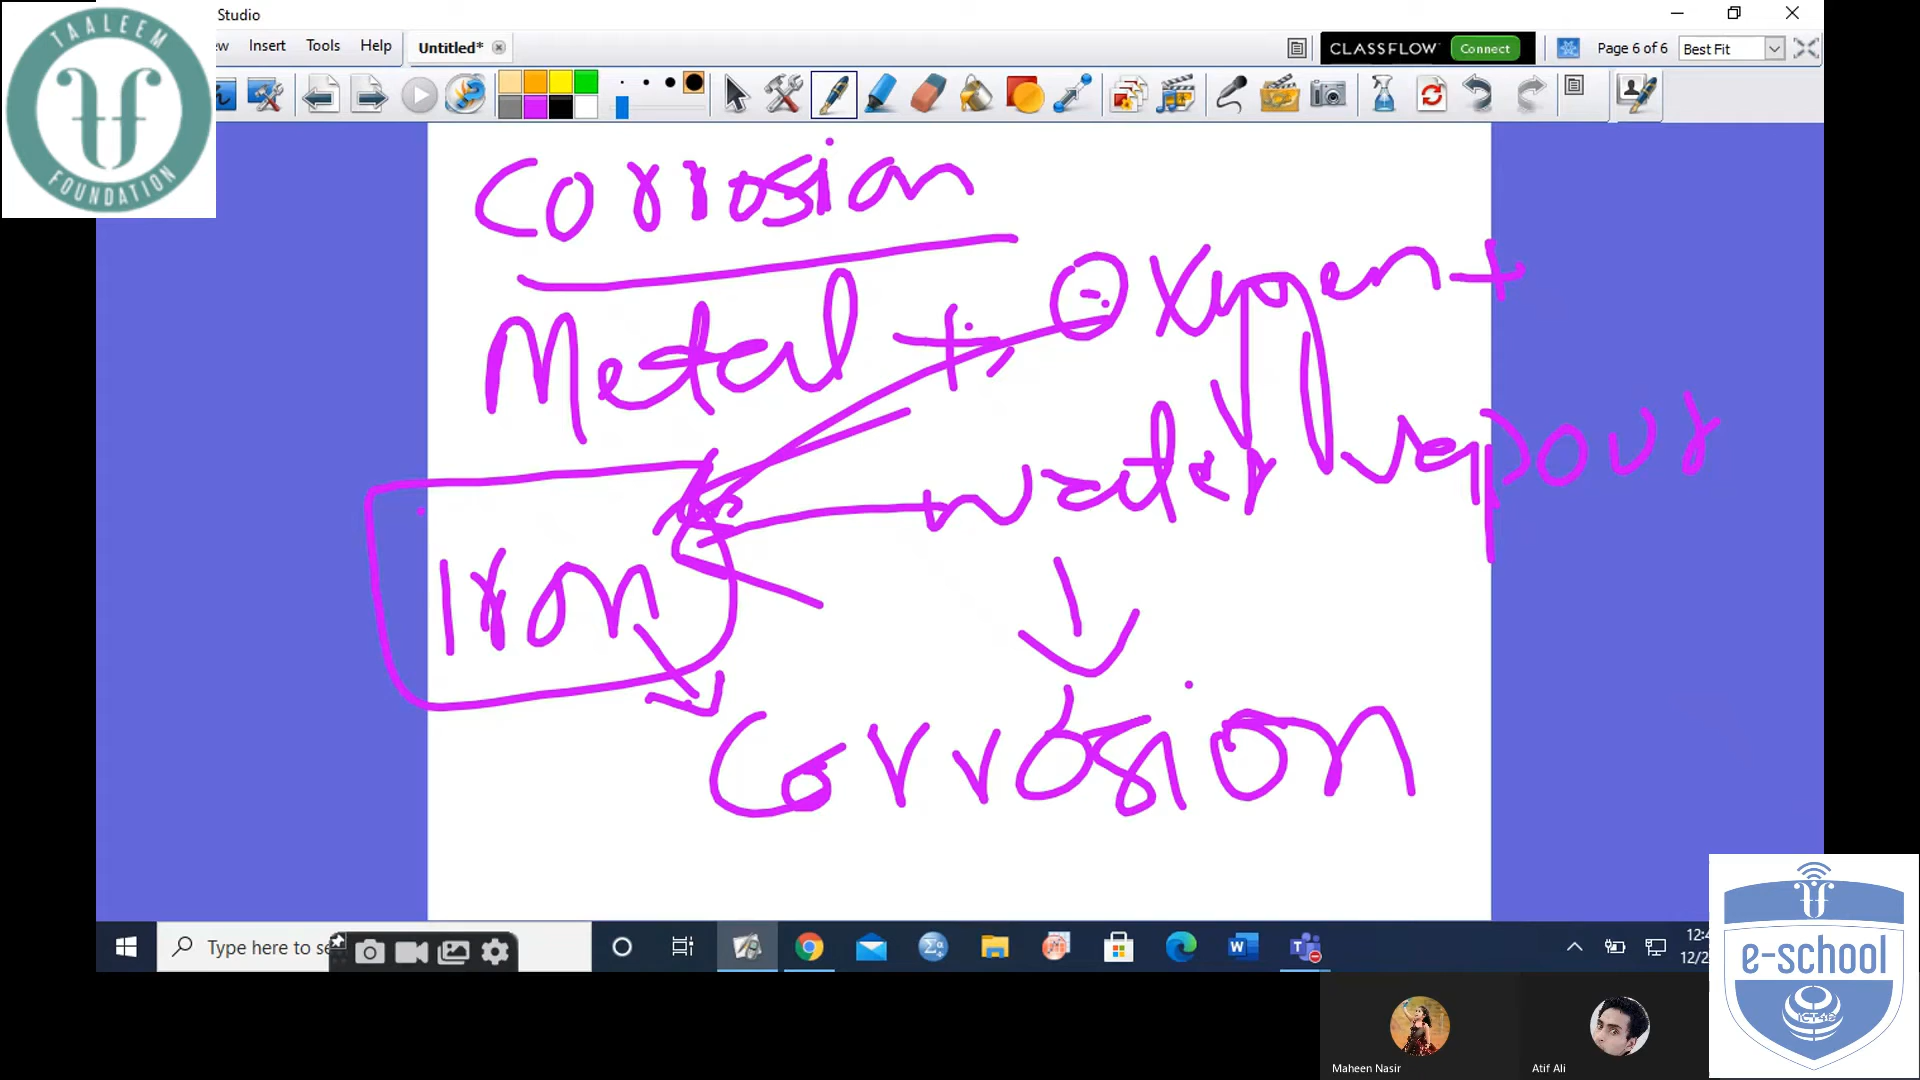 TAALEEM
FOUNDATION
Studio
Insert Tools Help
Untitled*
CLASSFLOW Connect
Page 6 of 6
Best Fit
Corrosion
Metal + Oxygen +
water vapour
Iron
Corrosion
Type here to
e-school
Maheen Nasir
Atif Ali